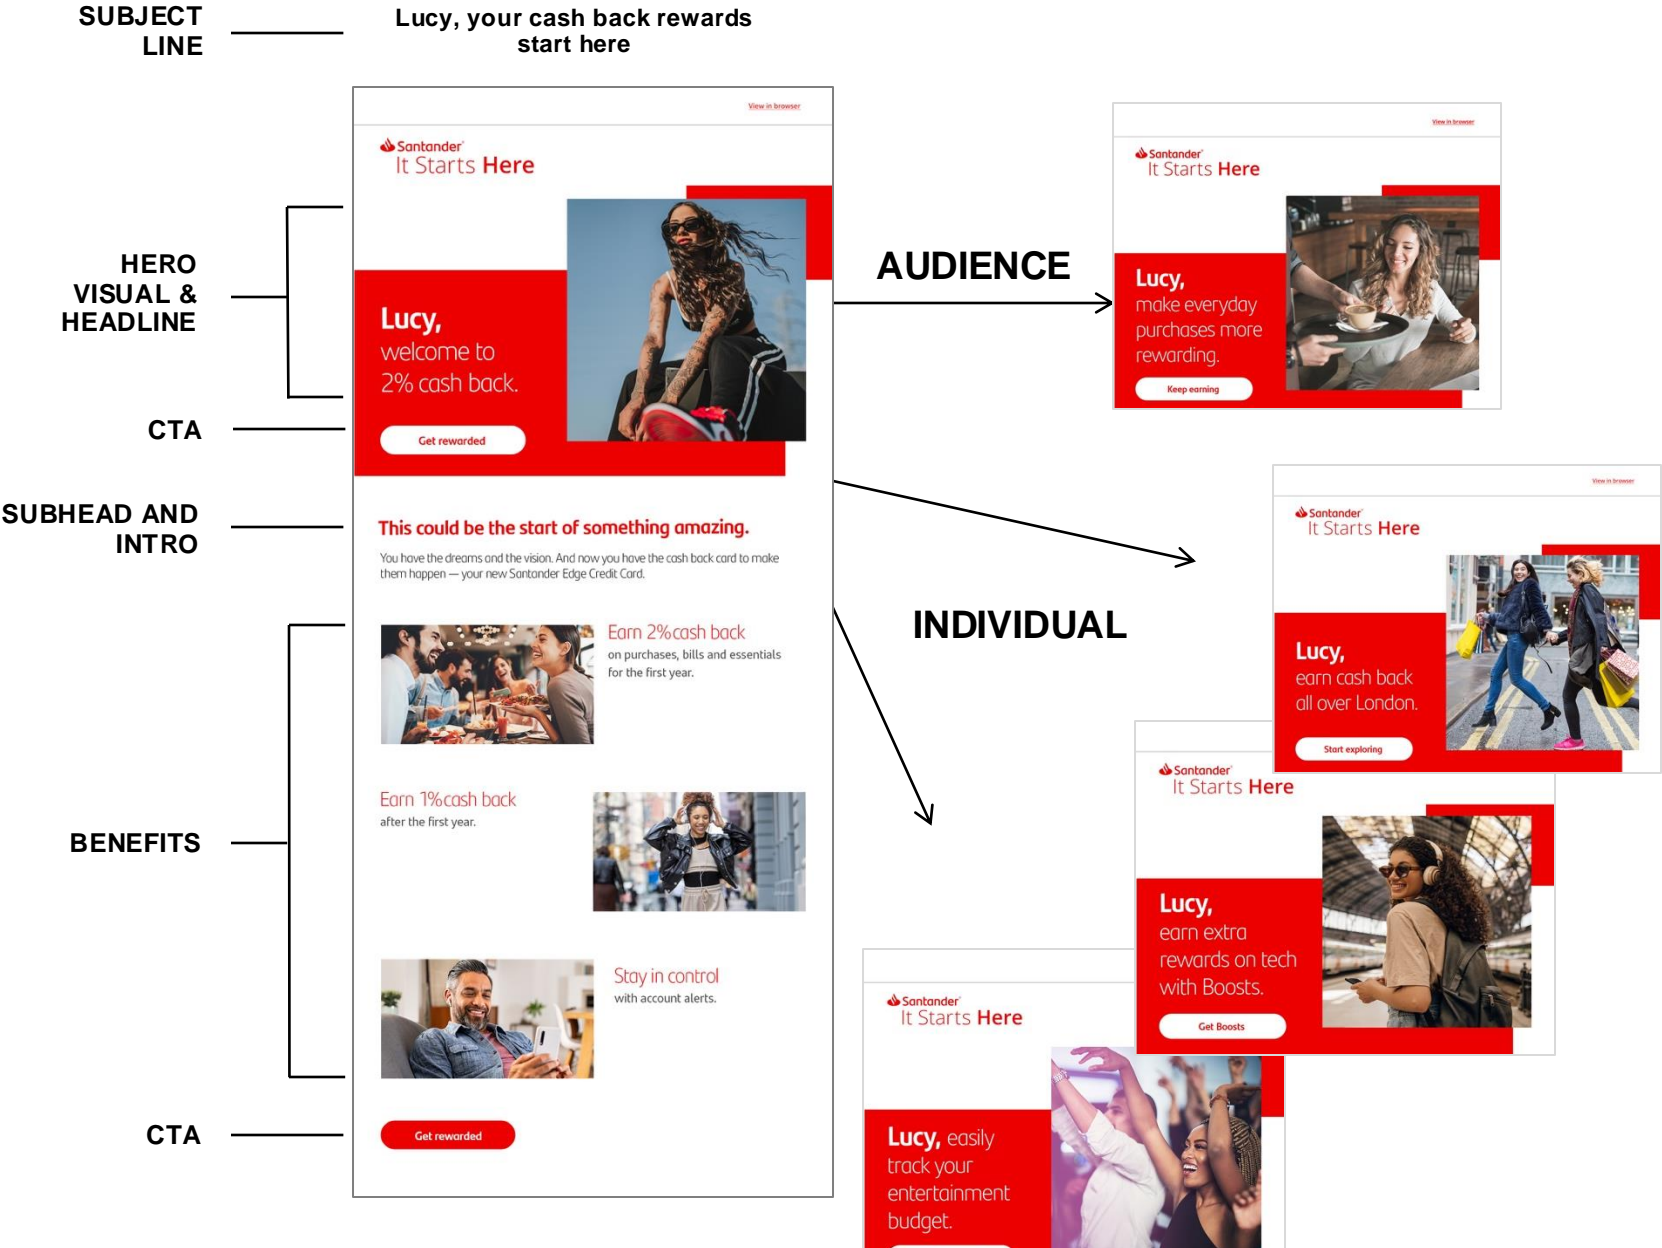 SUBJECT
LINE
Lucy, your cash back rewards
start here
View in browser
Santander
It Starts Here
HERO
VISUAL &
HEADLINE
Lucy,
welcome to
2% cash back.
CTA
Get rewarded
SUBHEAD AND
INTRO
This could be the start of something amazing.
You have the dreams and the vision. And now you have the cash back card to make
them happen — your new Santander Edge Credit Card.
BENEFITS
Earn 2%cash back
on purchases, bills and essentials
for the first year.
Earn 1%cash back
after the first year.
Stay in control
with account alerts.
CTA
Get rewarded
AUDIENCE
View in browser
Santander
It Starts Here
Lucy,
make everyday
purchases more
rewarding.
Keep earning
INDIVIDUAL
View in browser
Santander
It Starts Here
Lucy,
earn cash back
all over London.
Start exploring
Santander
It Starts Here
Lucy,
earn extra
rewards on tech
with Boosts.
Get Boosts
Santander
It Starts Here
Lucy, easily
track your
entertainment
budget.